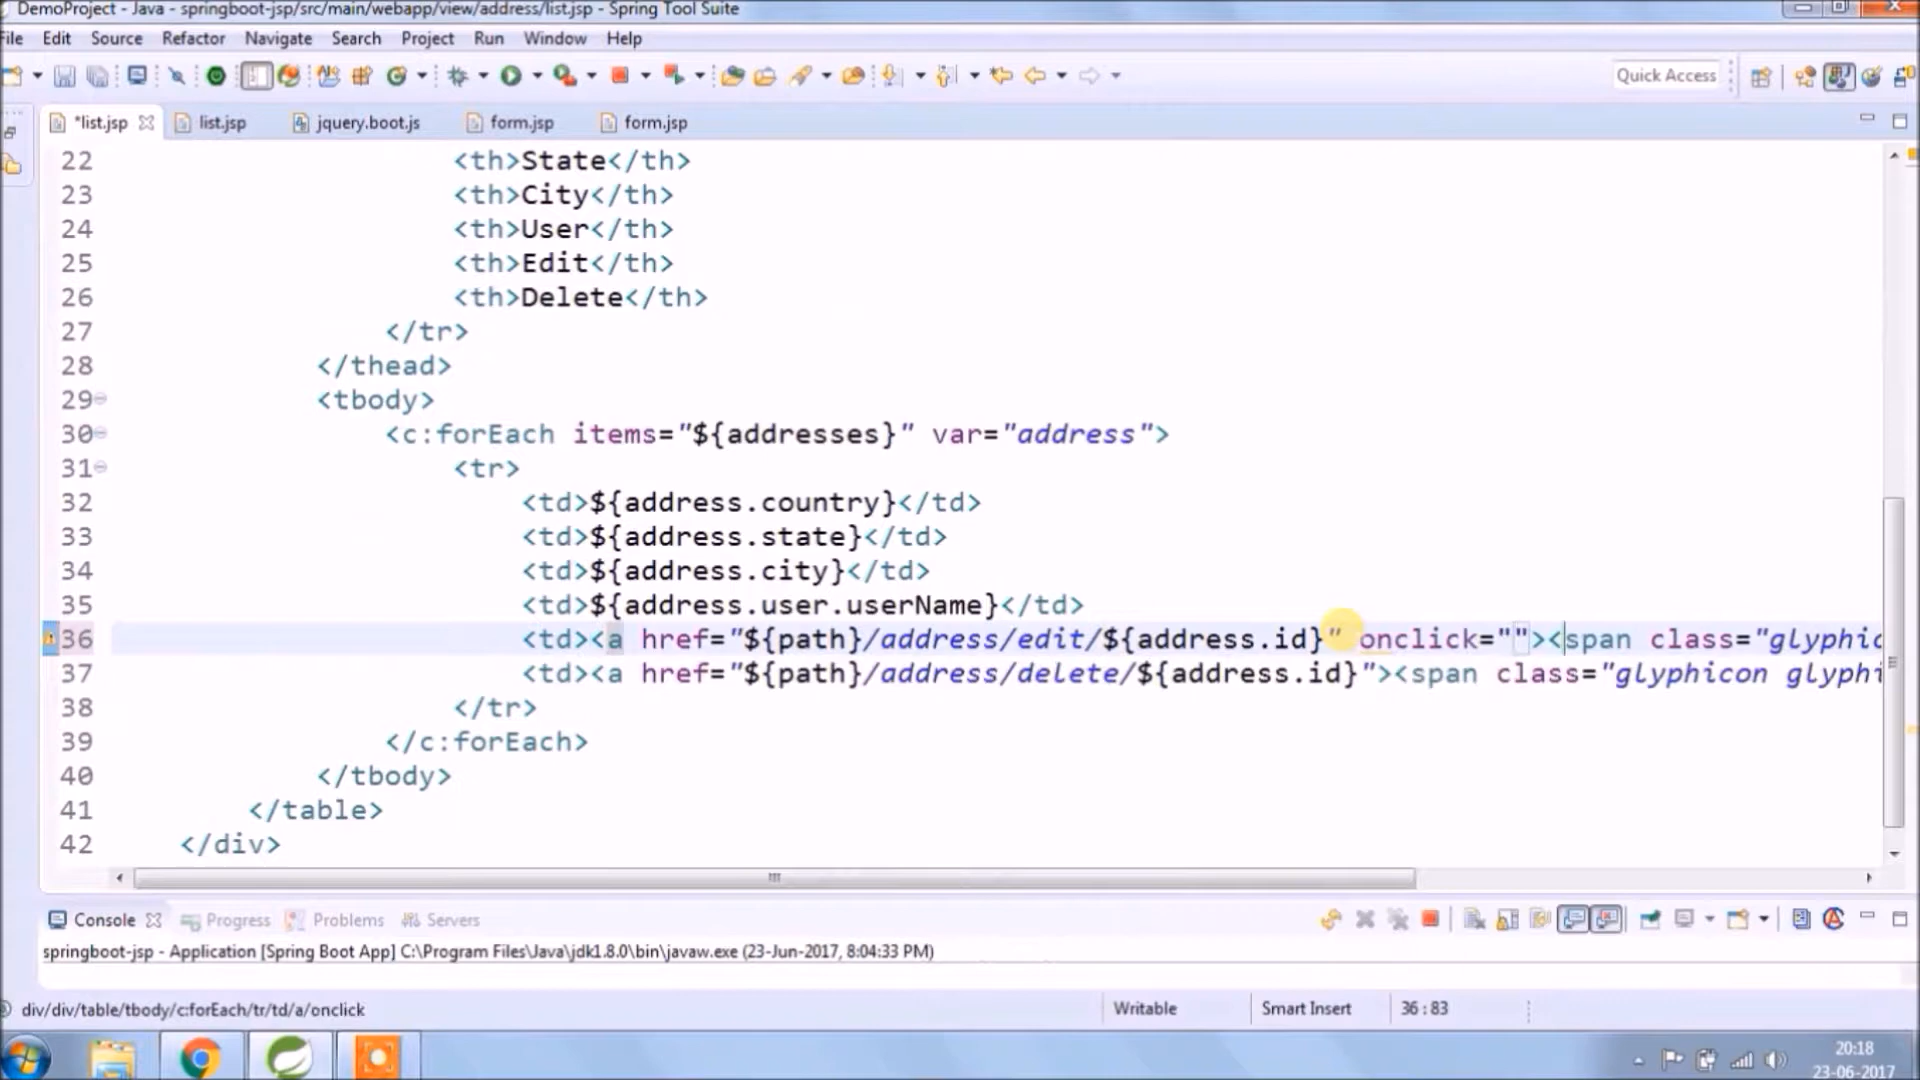 DemoProject - Java - springboot-jsp/src/main/webapp/view/address/list.jsp - Spring Tool Suite
File Edit Source Refactor Navigate Search Project Run Window Help
Quick Access
*list.jsp list.jsp jquery.boot.js form.jsp form.jsp
22 <th>State</th>
23 <th>City</th>
24 <th>User</th>
25 <th>Edit</th>
26 <th>Delete</th>
27 </tr>
28 </thead>
29 <tbody>
30 <c:forEach items="${addresses}" var="address">
31 <tr>
32 <td>${address.country}</td>
33 <td>${address.state}</td>
34 <td>${address.city}</td>
35 <td>${address.user.userName}</td>
36 <td><a href="${path}/address/edit/${address.id}" onclick=""><span class="glyphic
37 <td><a href="${path}/address/delete/${address.id}"><span class="glyphicon glyphi
38 </tr>
39 </c:forEach>
40 </tbody>
41 </table>
42 </div>
Console Progress Problems Servers
springboot-jsp - Application [Spring Boot App] C:\Program Files\Java\jdk1.8.0\bin\javaw.exe (23-Jun-2017, 8:04:33 PM)
div/div/table/tbody/c:forEach/tr/td/a/onclick Writable Smart Insert 36 : 83
20:18
23-06-2017